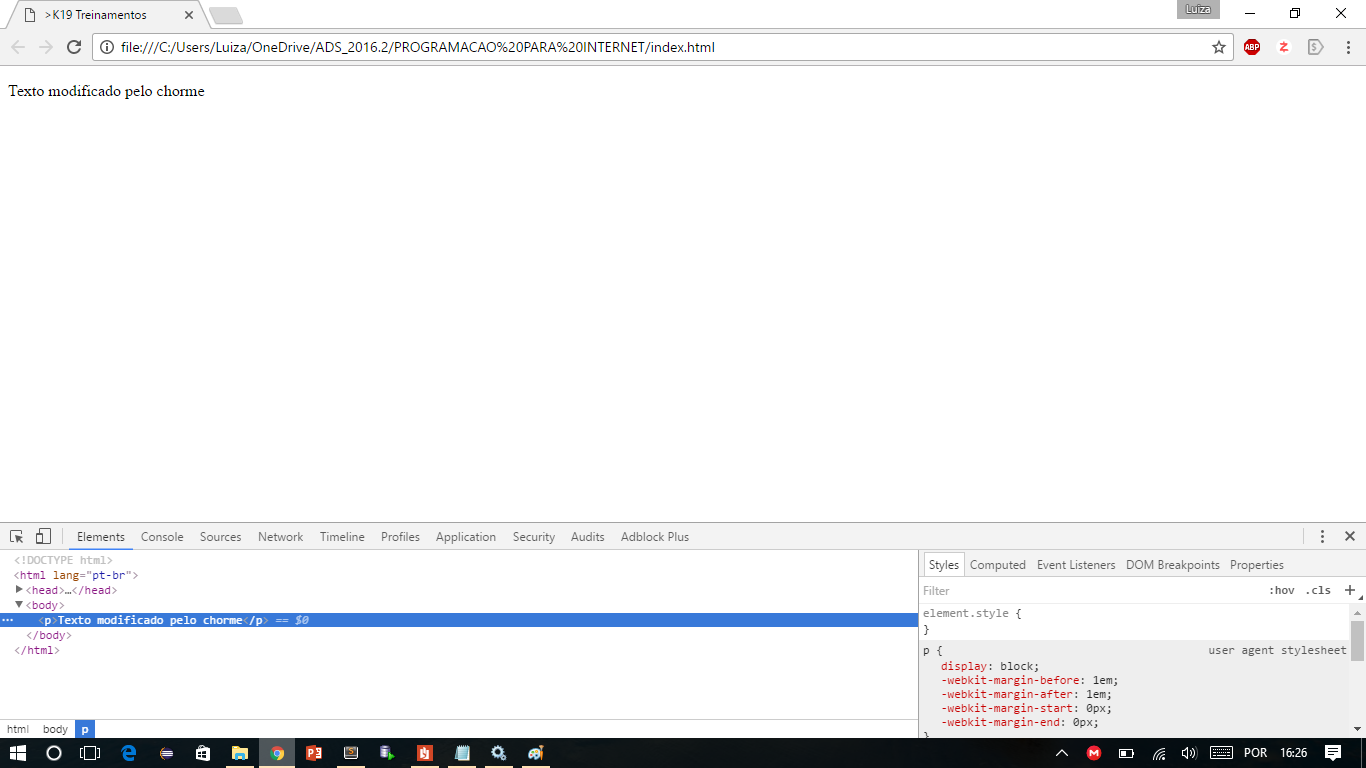 >K19 Treinamentos
Luiza
file:///C:/Users/Luiza/OneDrive/ADS_2016.2/PROGRAMACAO%20PARA%20INTERNET/index.html
ABP
Texto modificado pelo chorme
Elements Console Sources Network Timeline Profiles Application Security Audits Adblock Plus
<!DOCTYPE html>
<html lang="pt-br">
<head>…</head>
<body>
<p>Texto modificado pelo chorme</p> == $0
</body>
</html>
html body p
Styles Computed Event Listeners DOM Breakpoints Properties
Filter :hov .cls +
element.style {
}
p { user agent stylesheet
display: block;
-webkit-margin-before: 1em;
-webkit-margin-after: 1em;
-webkit-margin-start: 0px;
-webkit-margin-end: 0px;
}
POR 16:26